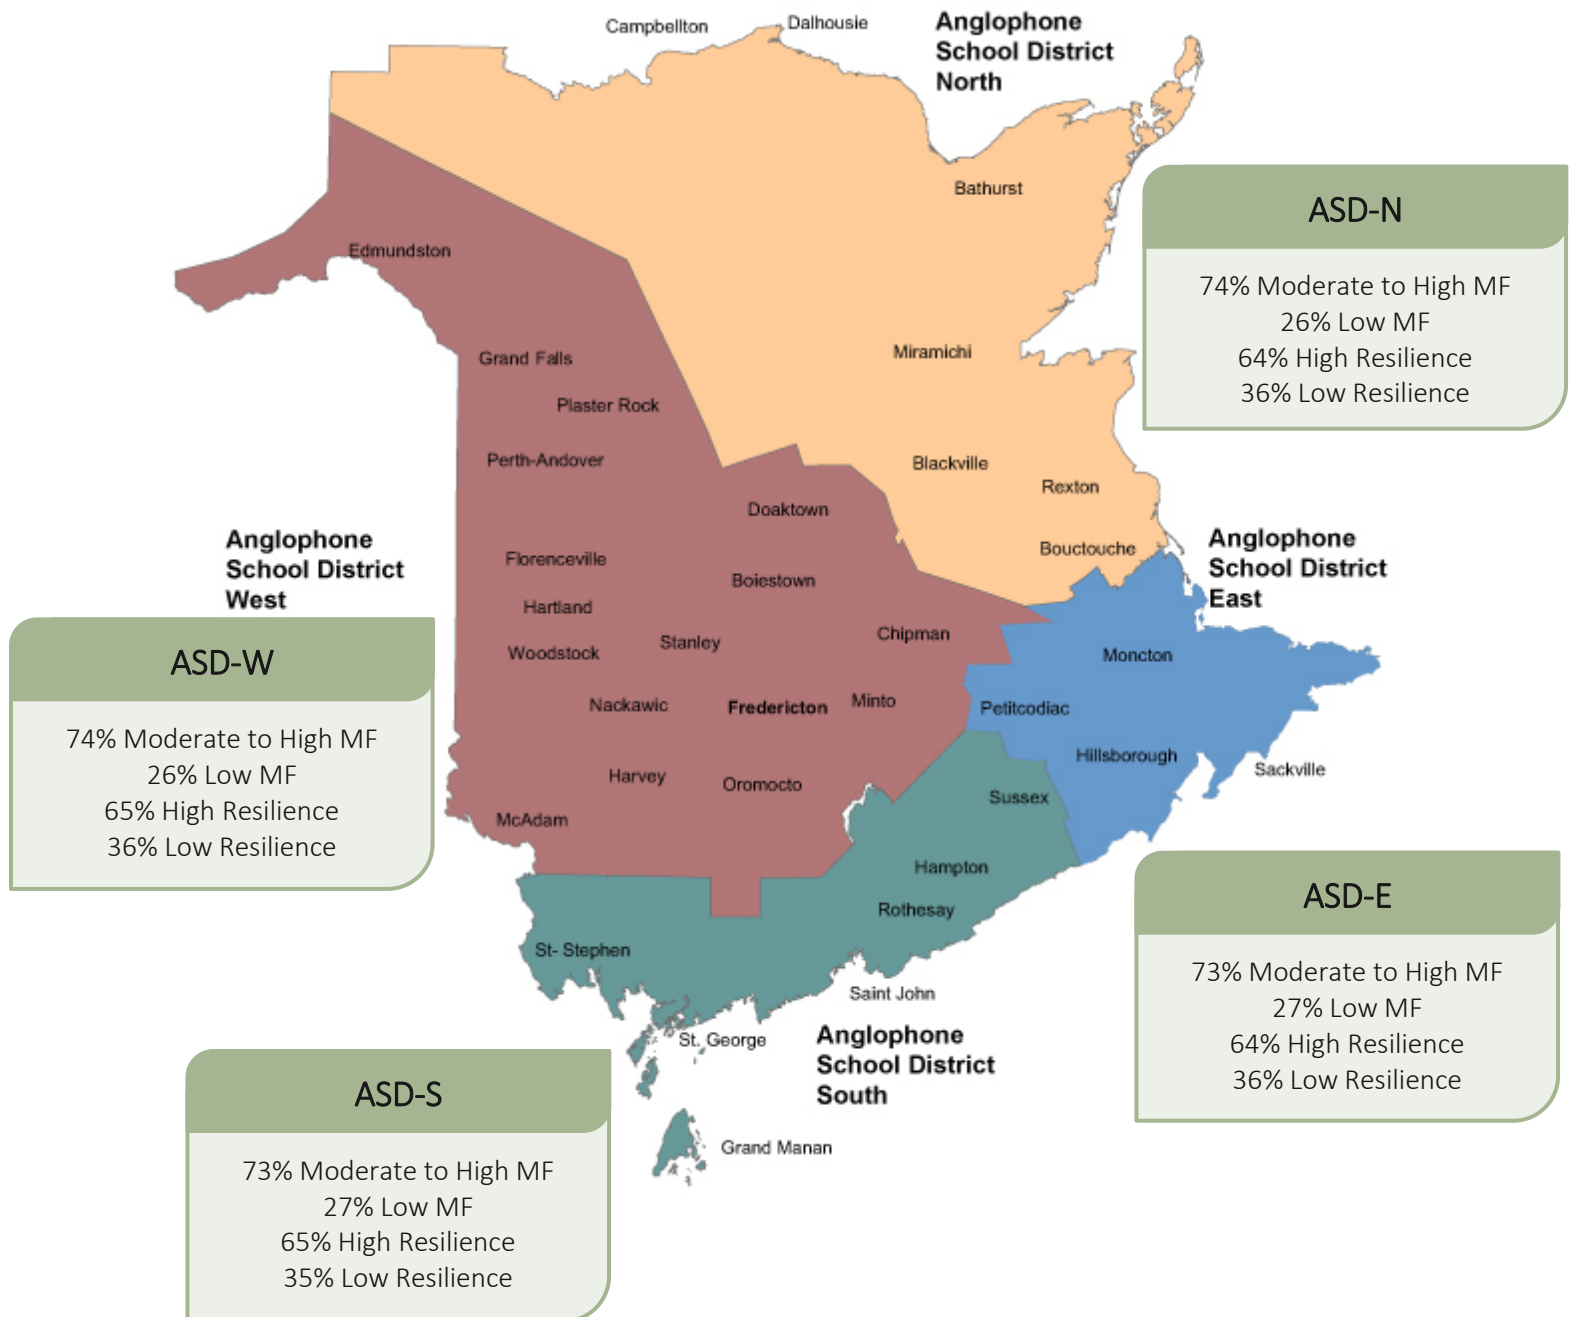 Campbellton
Dalhousie
Anglophone
School District
North
Bathurst
ASD-N
74% Moderate to High MF
26% Low MF
64% High Resilience
36% Low Resilience
Edmundston
Grand Falls
Plaster Rock
Perth-Andover
Miramichi
Blackville
Rexton
Bouctouche
Doaktown
Anglophone
School District
West
Florenceville
Boiestown
Hartland
Stanley
Woodstock
Chipman
Nackawic
Fredericton
Minto
Harvey
Oromocto
McAdam
ASD-W
74% Moderate to High MF
26% Low MF
65% High Resilience
36% Low Resilience
Anglophone
School District
East
Moncton
Petitcodiac
Hillsborough
Sackville
Sussex
Hampton
Rothesay
St- Stephen
Saint John
St. George
Anglophone
School District
South
Grand Manan
ASD-E
73% Moderate to High MF
27% Low MF
64% High Resilience
36% Low Resilience
ASD-S
73% Moderate to High MF
27% Low MF
65% High Resilience
35% Low Resilience